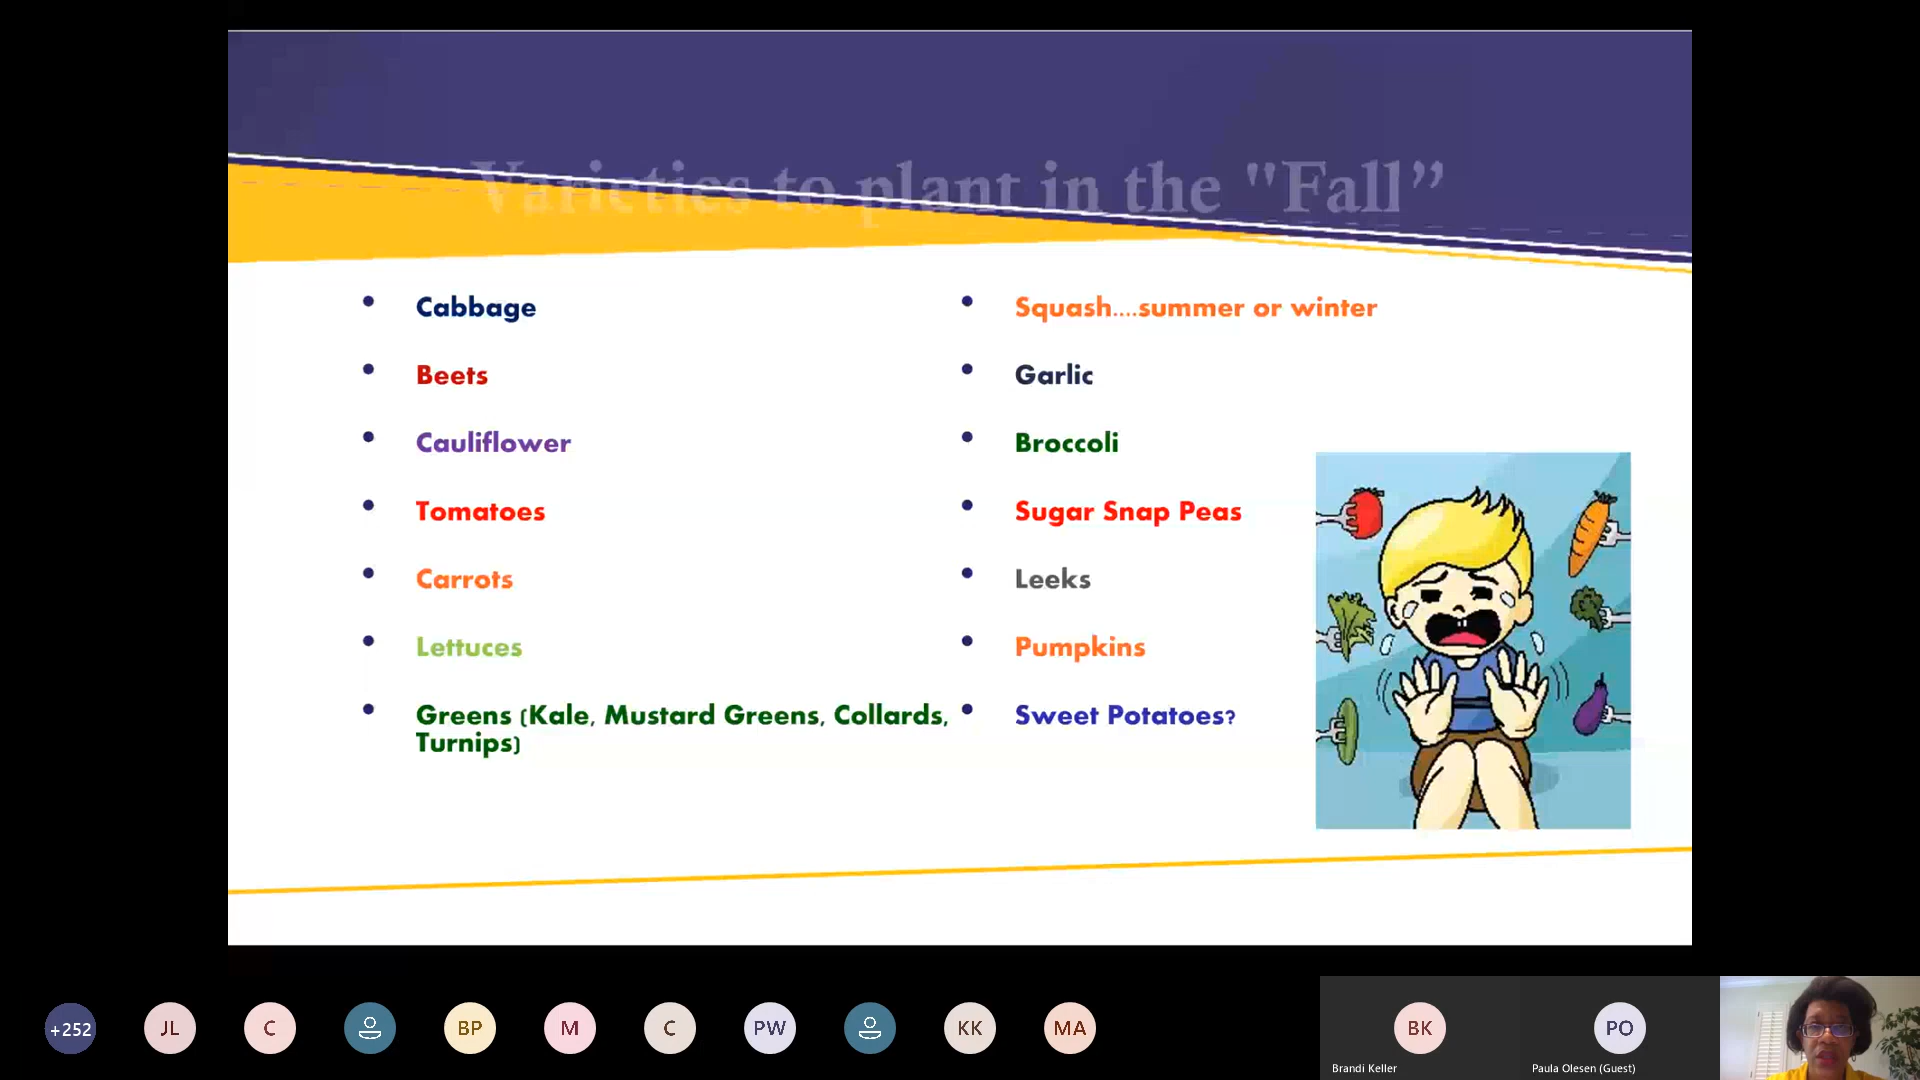 Varieties to plant in the "Fall”
Cabbage
Beets
Cauliflower
Tomatoes
Carrots
Lettuces
Greens (Kale, Mustard Greens, Collards,
Turnips)
Squash....summer or winter
Garlic
Broccoli
Sugar Snap Peas
Leeks
Pumpkins
Sweet Potatoes?
+252
JL
C
BP
M
C
PW
KK
MA
BK
Brandi Keller
PO
Paula Olesen (Guest)